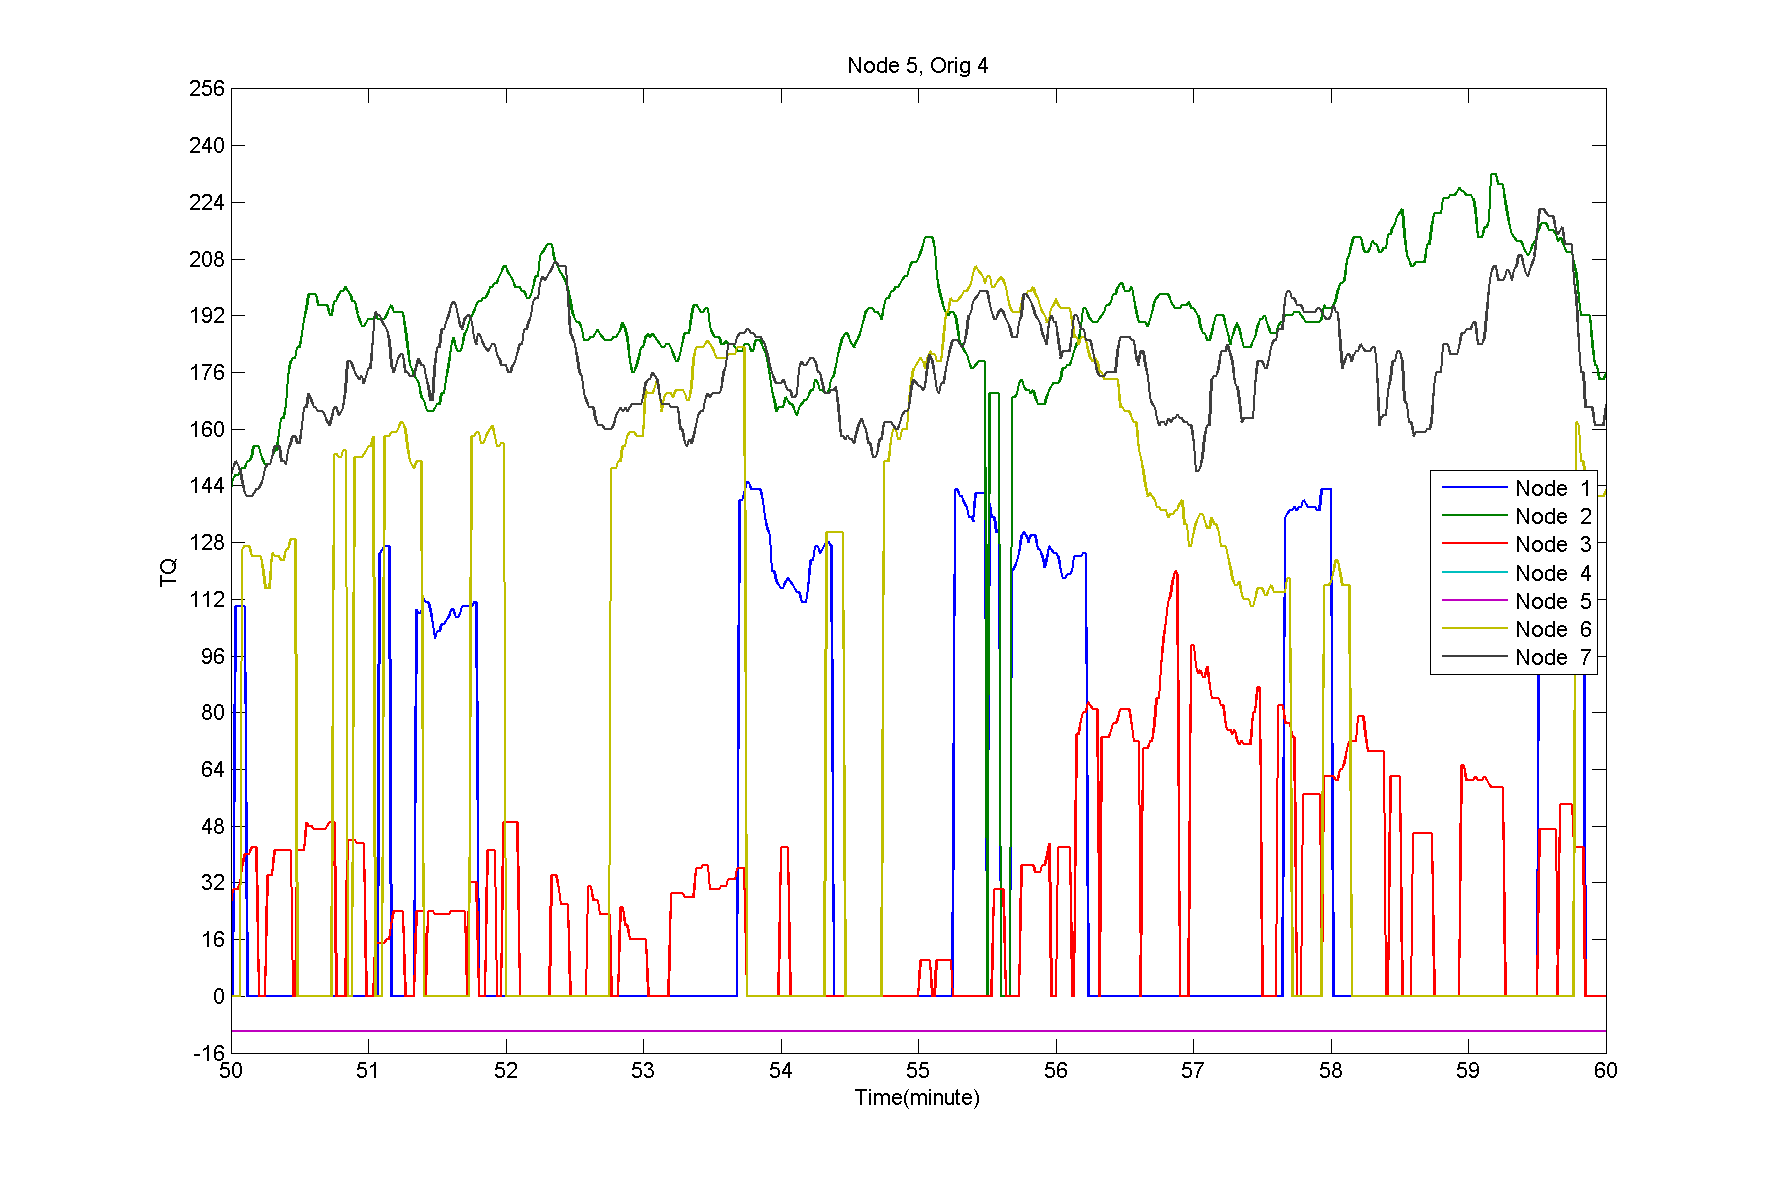 Node 5, Orig 4
256
240
224
208
192
176
160
144
128
112
96
80
64
48
32
16
0
-16
TQ
Node 1
Node 2
Node 3
Node 4
Node 5
Node 6
Node 7
50 51 52 53 54 55 56 57 58 59 60
Time(minute)